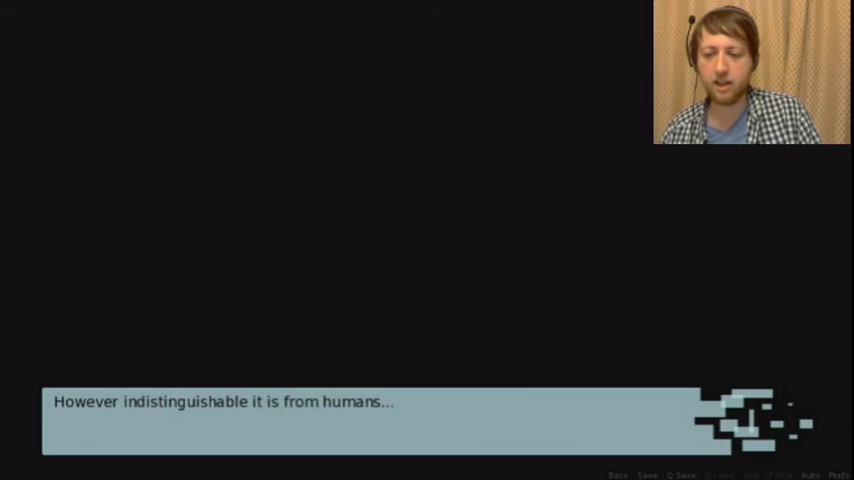 However indistinguishable it is from humans...
Back Save Q.Save Auto Prefs